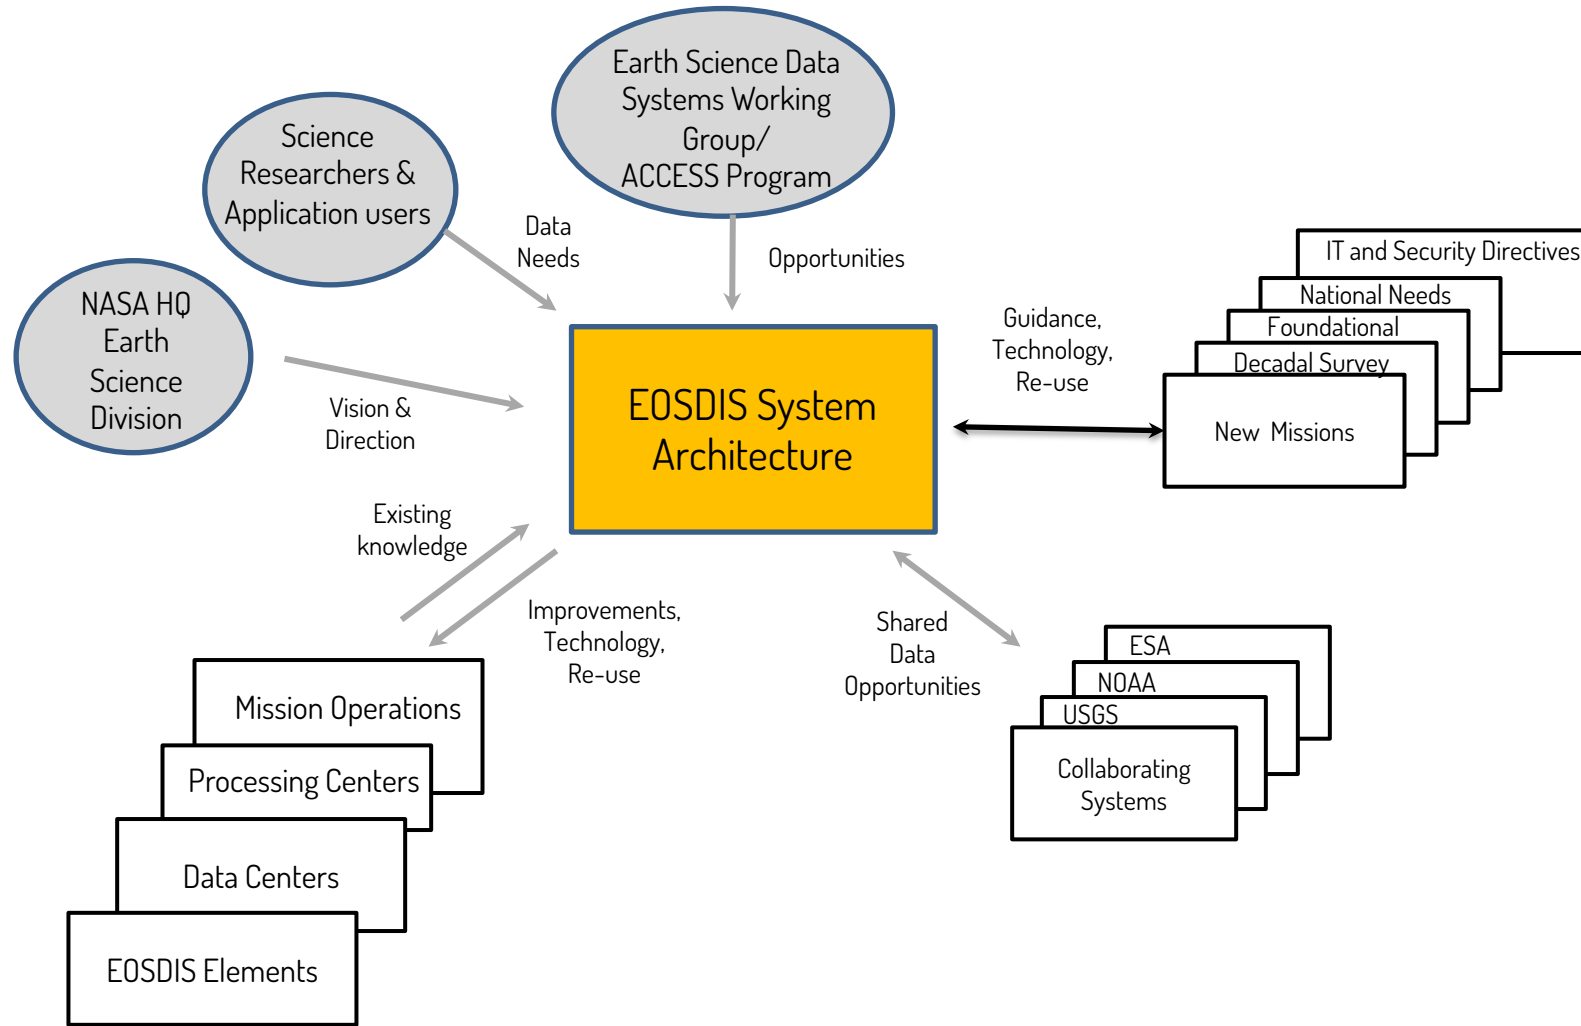 Earth Science Data
Systems Working
Group/
ACCESS Program
Science
Researchers &
Application users
Data
Needs
Opportunities
NASA HQ
Earth
Science
Division
Vision &
Direction
EOSDIS System
Architecture
Guidance,
Technology,
Re-use
IT and Security Directives
National Needs
Foundational
Decadal Survey
New Missions
Existing
knowledge
Improvements,
Technology,
Re-use
Shared
Data
Opportunities
ESA
NOAA
USGS
Collaborating
Systems
Mission Operations
Processing Centers
Data Centers
EOSDIS Elements